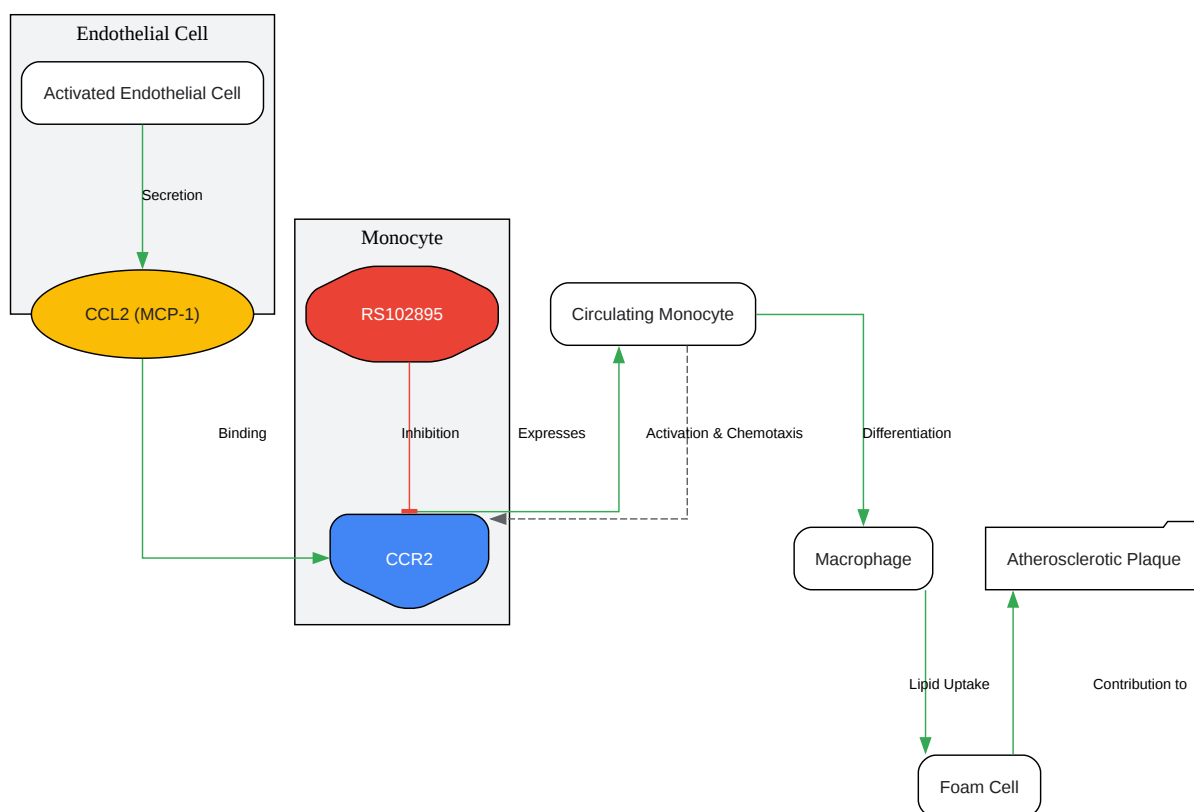 Endothelial Cell
Activated Endothelial Cell
Secretion
CCL2 (MCP-1)
Monocyte
RS102895
Circulating Monocyte
Binding
Inhibition
Expresses
Activation & Chemotaxis
Differentiation
CCR2
Macrophage
Atherosclerotic Plaque
Lipid Uptake
Contribution to
Foam Cell